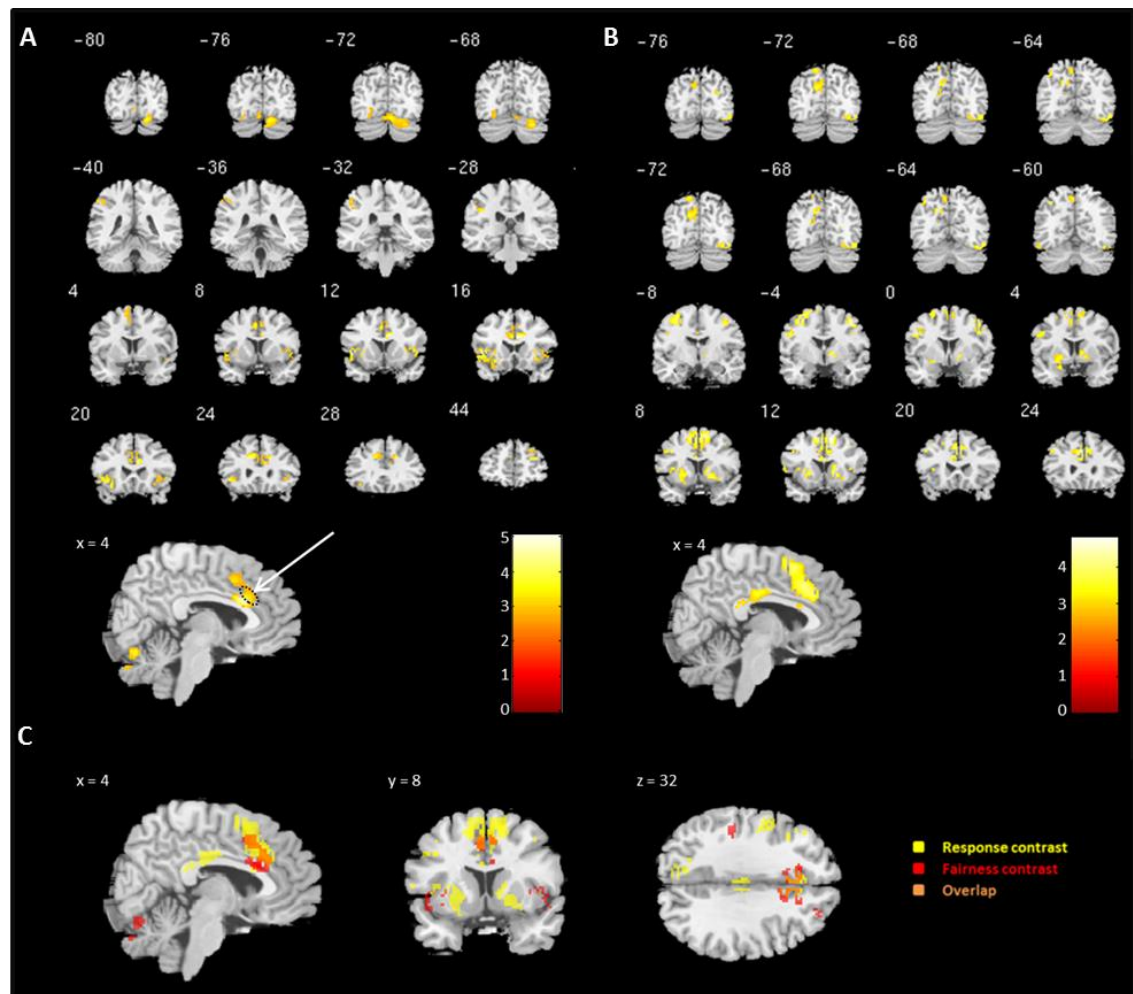 A
-80 -76 -72 -68
-40 -36 -32 -28
4 8 12 16
20 24 28 44
x = 4
5
4
3
2
1
0
B
-76 -72 -68 -64
-72 -68 -64 -60
-8 -4 0 4
8 12 20 24
x = 4
4
3
2
1
0
C
x = 4 y = 8 z = 32
Response contrast
Fairness contrast
Overlap